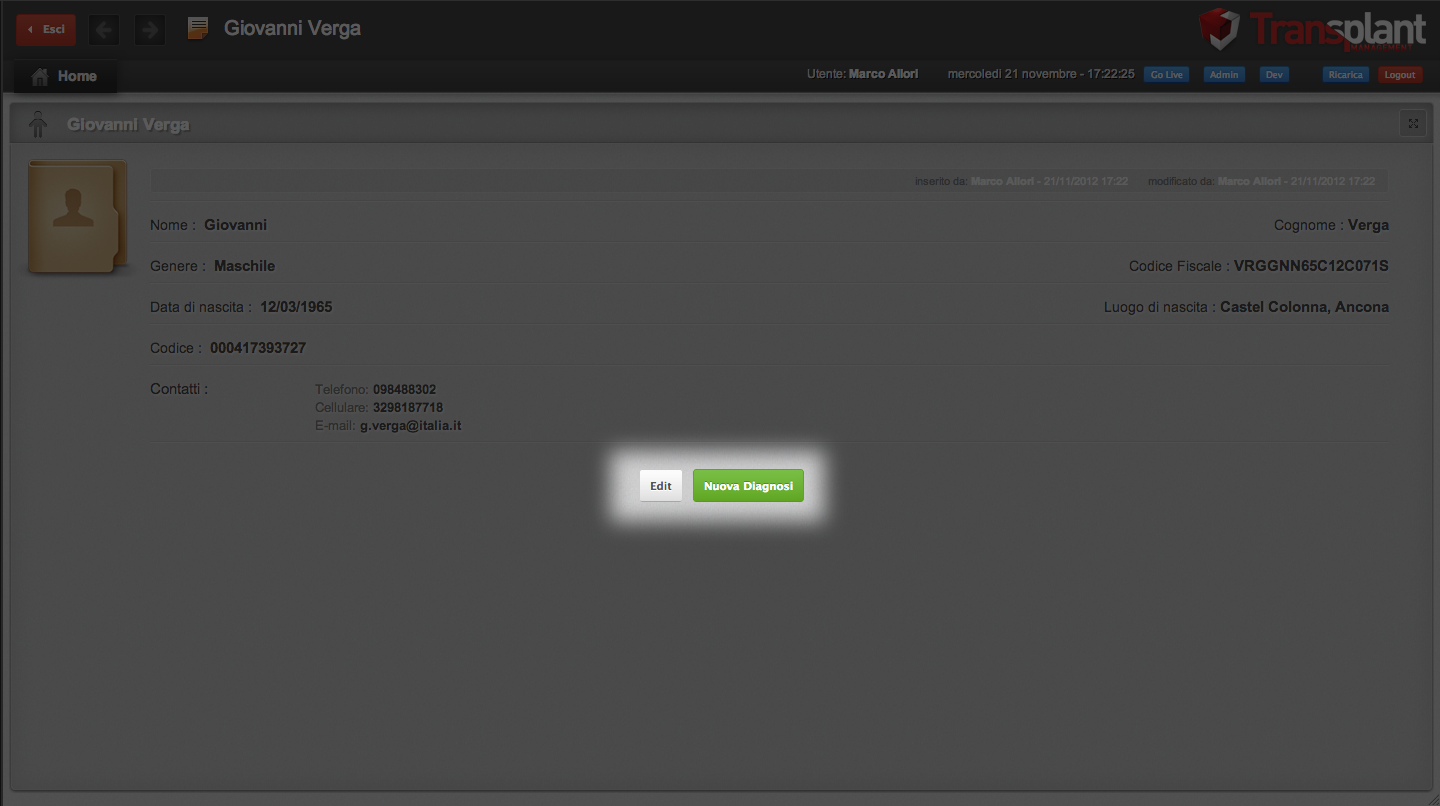 Esci
Giovanni Verga
Transplant
MANAGEMENT
Home
Utente: Marco Allori mercoledì 21 novembre - 17:22:25 Go Live Admin Dev Ricarica Logout
Giovanni Verga
inserito da: Marco Allori - 21/11/2012 17:22 modificato da: Marco Allori - 21/11/2012 17:22
Nome : Giovanni Cognome : Verga
Genere : Maschile Codice Fiscale : VRGGNN65C12C071S
Data di nascita : 12/03/1965 Luogo di nascita : Castel Colonna, Ancona
Codice : 000417393727
Contatti : Telefono: 098488302
Cellulare: 3298187718
E-mail: g.verga@italia.it
Edit Nuova Diagnosi